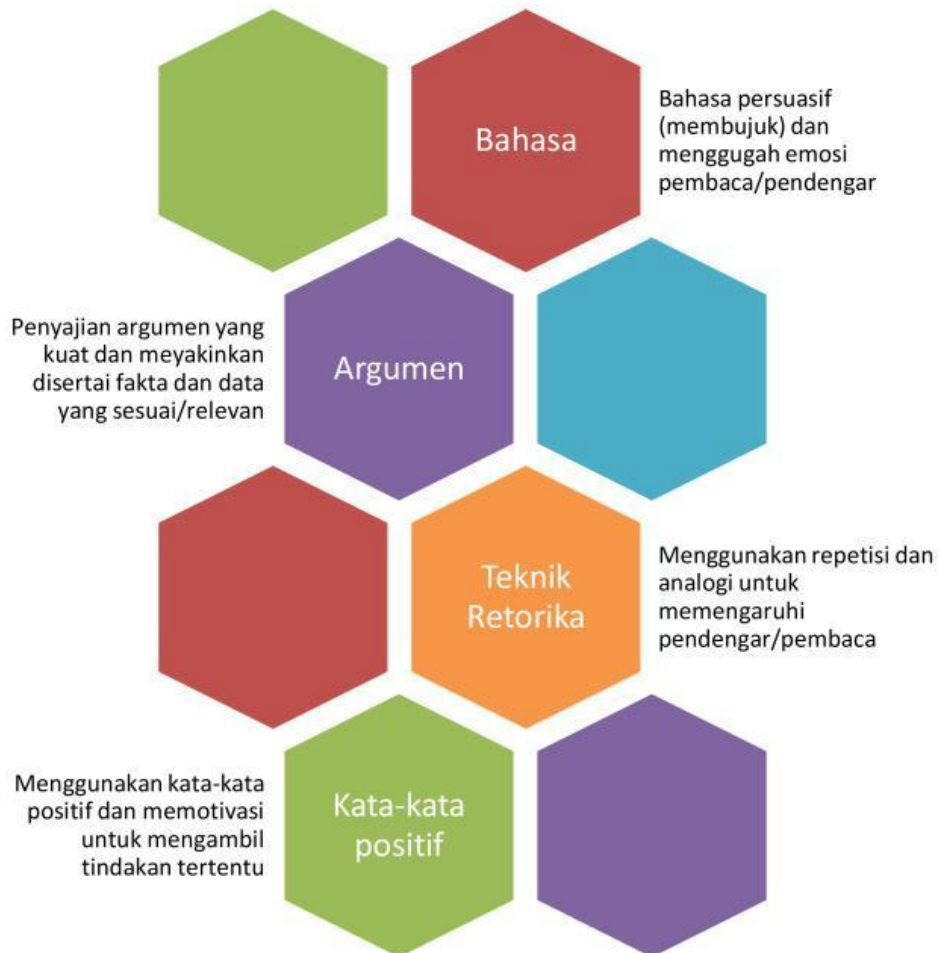 Bahasa
Bahasa persuasif
(membujuk) dan
menggugah emosi
pembaca/pendengar
Penyajian argumen yang
kuat dan meyakinkan
disertai fakta dan data
yang sesuai/relevan
Argumen
Teknik
Retorika
Menggunakan repetisi dan
analogi untuk
memengaruhi
pendengar/pembaca
Menggunakan kata-kata
positif dan memotivasi
untuk mengambil
tindakan tertentu
Kata-kata
positif